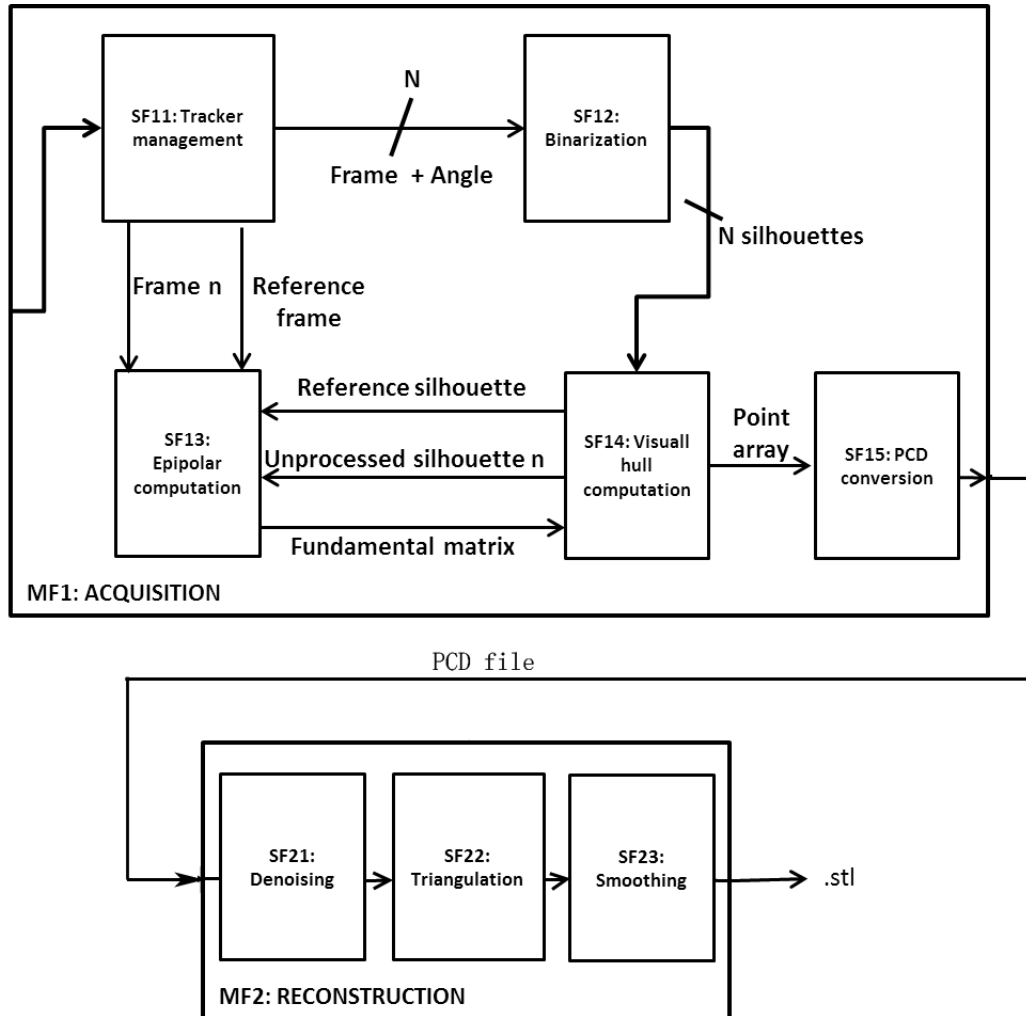 N
SF11: Tracker
management
SF12:
Binarization
Frame + Angle
N silhouettes
Frame n
Reference
frame
Reference silhouette
Point
array
SF13:
Epipolar
computation
SF14: Visuall
hull
computation
SF15: PCD
conversion
Unprocessed silhouette n
Fundamental matrix
MF1: ACQUISITION
PCD file
SF21:
Denoising
SF22:
Triangulation
SF23:
Smoothing
.stl
MF2: RECONSTRUCTION